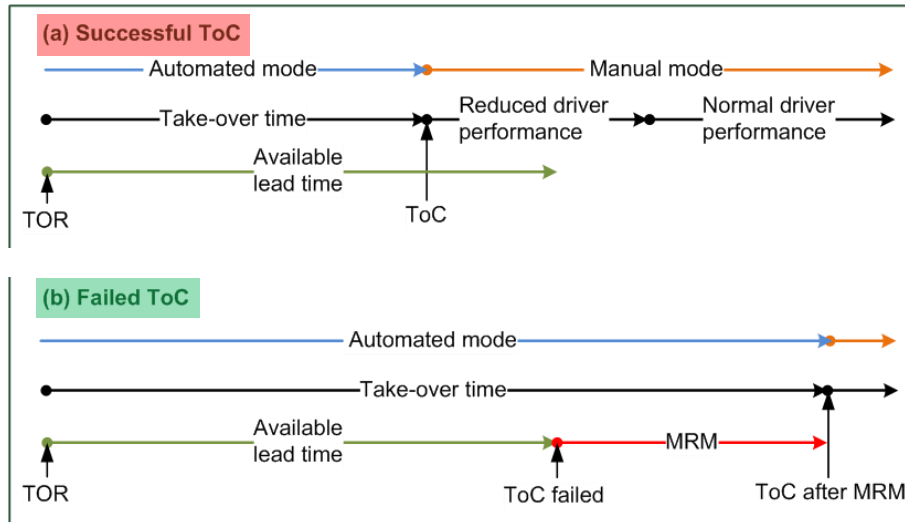 (a) Successful ToC
Automated mode
Manual mode
Take-over time
Reduced driver
performance
Normal driver
performance
Available
lead time
TOR
ToC
(b) Failed ToC
Automated mode
Take-over time
Available
lead time
MRM
TOR
ToC failed
ToC after MRM